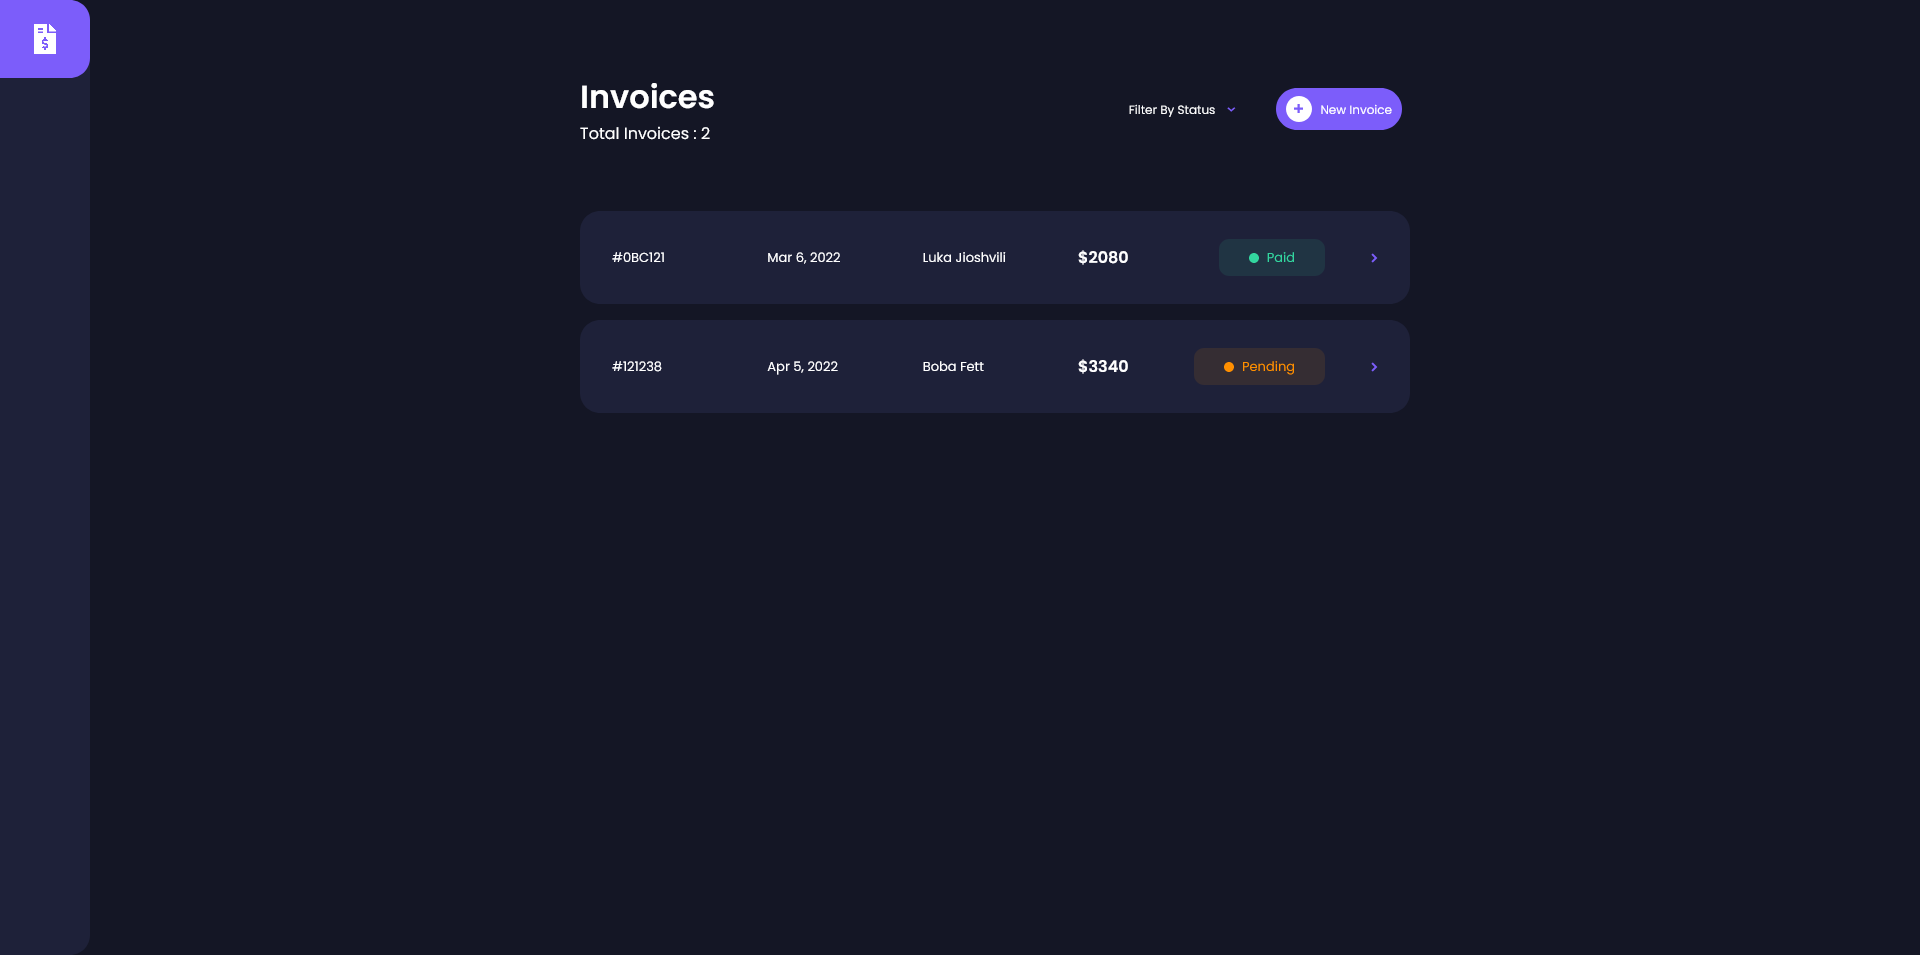 Invoices
Total Invoices : 2
Filter By Status
New Invoice
#0BC121 Mar 6, 2022 Luka Jioshvili $2080 Paid
#121238 Apr 5, 2022 Boba Fett $3340 Pending